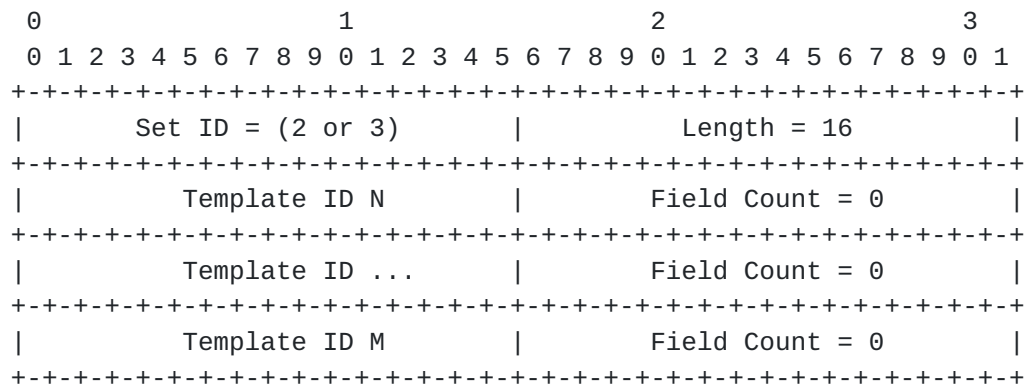 0                   1                   2                   3
 0 1 2 3 4 5 6 7 8 9 0 1 2 3 4 5 6 7 8 9 0 1 2 3 4 5 6 7 8 9 0 1
+-+-+-+-+-+-+-+-+-+-+-+-+-+-+-+-+-+-+-+-+-+-+-+-+-+-+-+-+-+-+-+-+
|       Set ID = (2 or 3)       |          Length = 16          |
+-+-+-+-+-+-+-+-+-+-+-+-+-+-+-+-+-+-+-+-+-+-+-+-+-+-+-+-+-+-+-+-+
|          Template ID N        |        Field Count = 0        |
+-+-+-+-+-+-+-+-+-+-+-+-+-+-+-+-+-+-+-+-+-+-+-+-+-+-+-+-+-+-+-+-+
|          Template ID ...      |        Field Count = 0        |
+-+-+-+-+-+-+-+-+-+-+-+-+-+-+-+-+-+-+-+-+-+-+-+-+-+-+-+-+-+-+-+-+
|          Template ID M        |        Field Count = 0        |
+-+-+-+-+-+-+-+-+-+-+-+-+-+-+-+-+-+-+-+-+-+-+-+-+-+-+-+-+-+-+-+-+